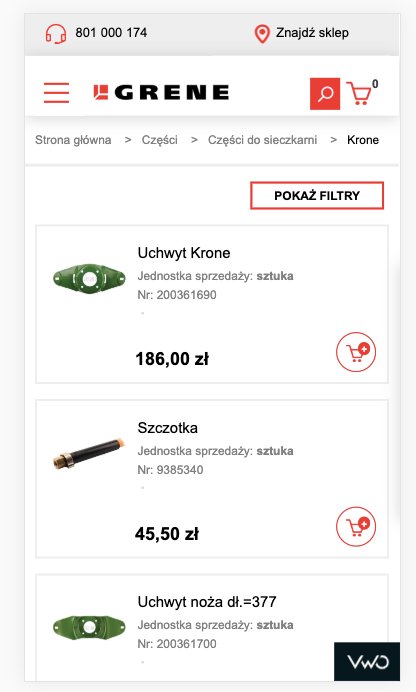 801 000 174
Znajdź sklep
GRENE
0
Strona główna > Części > Części do sieczkarni > Krone
POKAŻ FILTRY
Uchwyt Krone
Jednostka sprzedaży: sztuka
Nr: 200361690
186,00 zł
Szczotka
Jednostka sprzedaży: sztuka
Nr: 9385340
45,50 zł
Uchwyt noża dł.=377
Jednostka sprzedaży: sztuka
Nr: 200361700
VWO